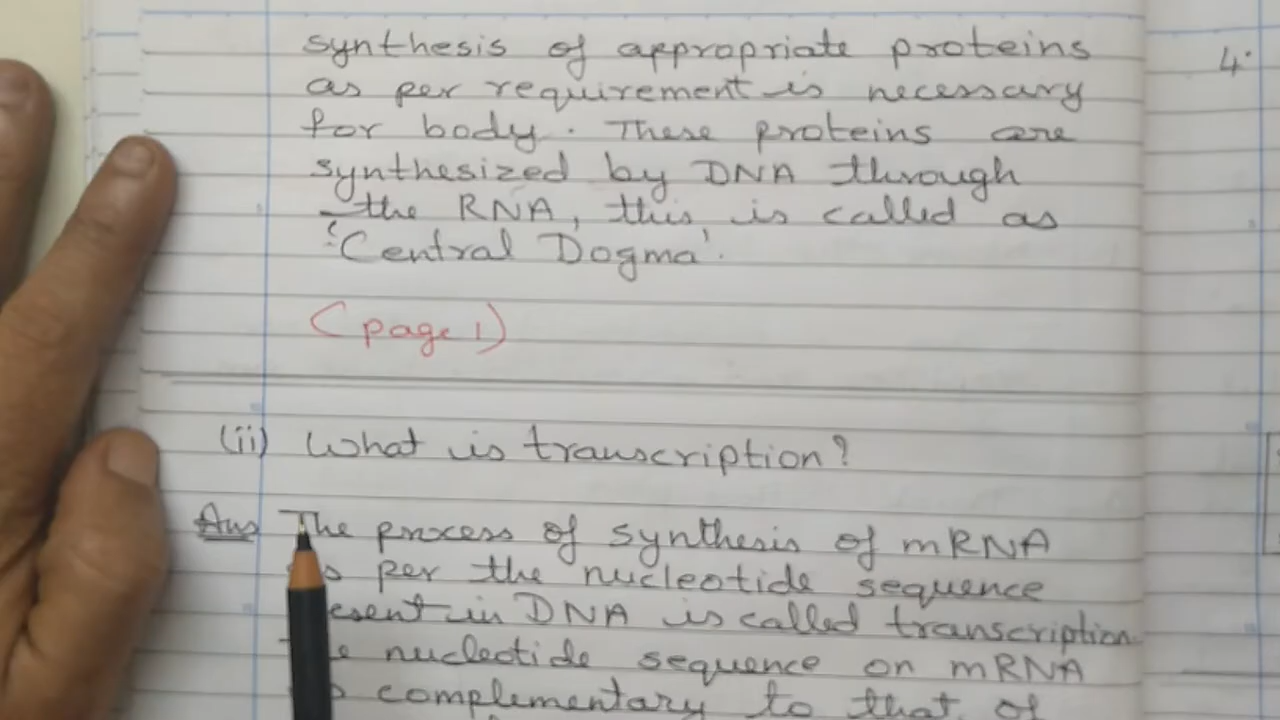 synthesis of appropriate proteins
as per requirement is necessary
for body. These proteins are
synthesized by DNA through
the RNA, this is called as
'Central Dogma'.
(page 1)
(ii) What is transcription?
Ans The process of synthesis of mRNA
per the nucleotide sequence
esent in DNA is called transcription.
nucleotide sequence on mRNA
complementary to that of
4.